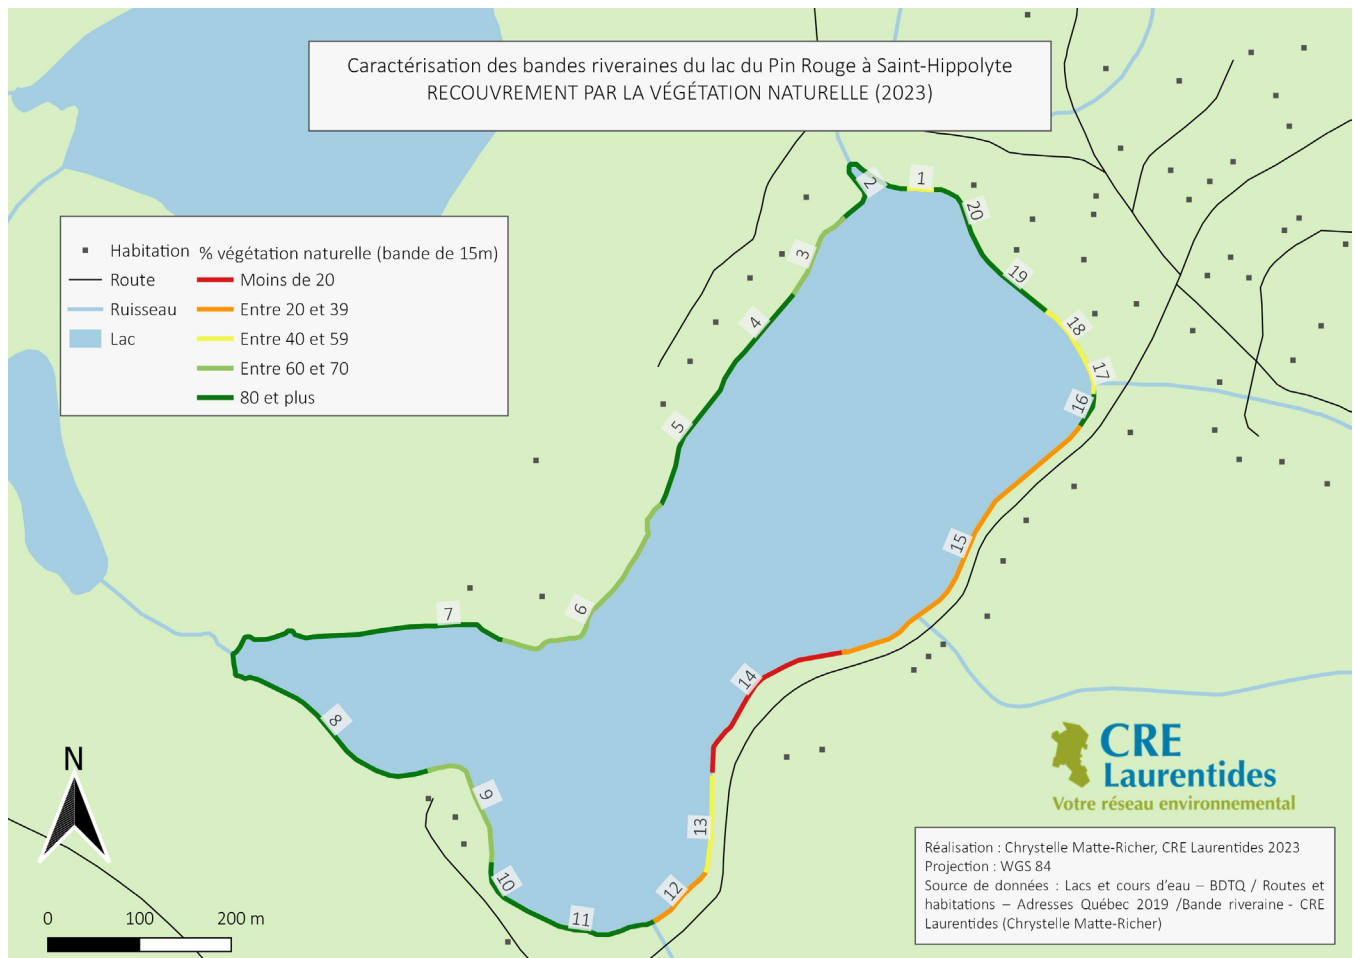 Caractérisation des bandes riveraines du lac du Pin Rouge à Saint-Hippolyte
RECOUVREMENT PAR LA VÉGÉTATION NATURELLE (2023)
Habitation
Route
Ruisseau
Lac
% végétation naturelle (bande de 15m)
Moins de 20
Entre 20 et 39
Entre 40 et 59
Entre 60 et 70
80 et plus
1
2
3
4
5
6
7
8
9
10
11
12
13
14
15
16
17
18
19
20
N
0 100 200 m
CRE
Laurentides
Votre réseau environnemental
Réalisation : Chrystelle Matte-Richer, CRE Laurentides 2023
Projection : WGS 84
Source de données : Lacs et cours d'eau – BDTQ / Routes et
habitations – Adresses Québec 2019 /Bande riveraine - CRE
Laurentides (Chrystelle Matte-Richer)